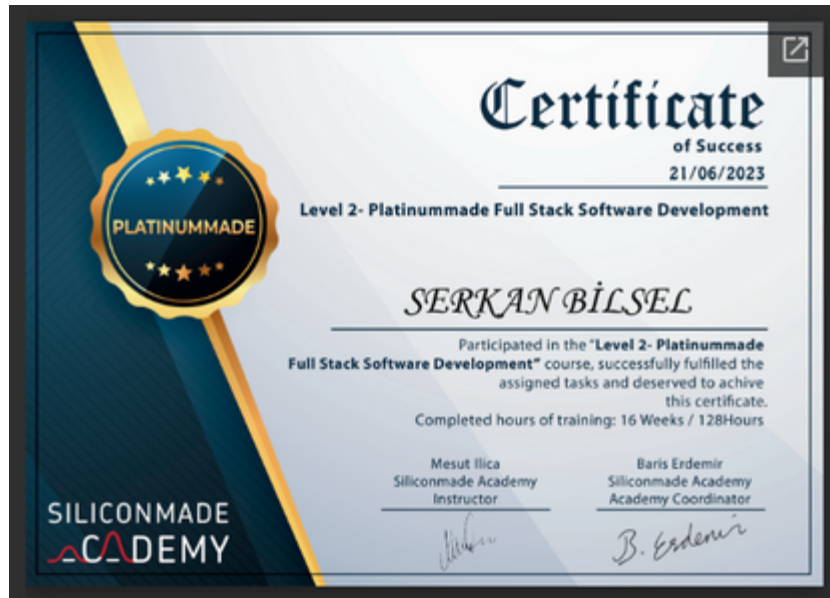 Certificate
of Success
21/06/2023
Level 2- Platinummade Full Stack Software Development
PLATINUMMADE
SERKAN BİLSEL
Participated in the "Level 2- Platinummade
Full Stack Software Development" course, successfully fulfilled the
assigned tasks and deserved to achive
this certificate.
Completed hours of training: 16 Weeks / 128Hours
Mesut Ilica
Siliconmade Academy
Instructor
Baris Erdemir
Siliconmade Academy
Academy Coordinator
B. Erdemir
SILICONMADE
ACADEMY